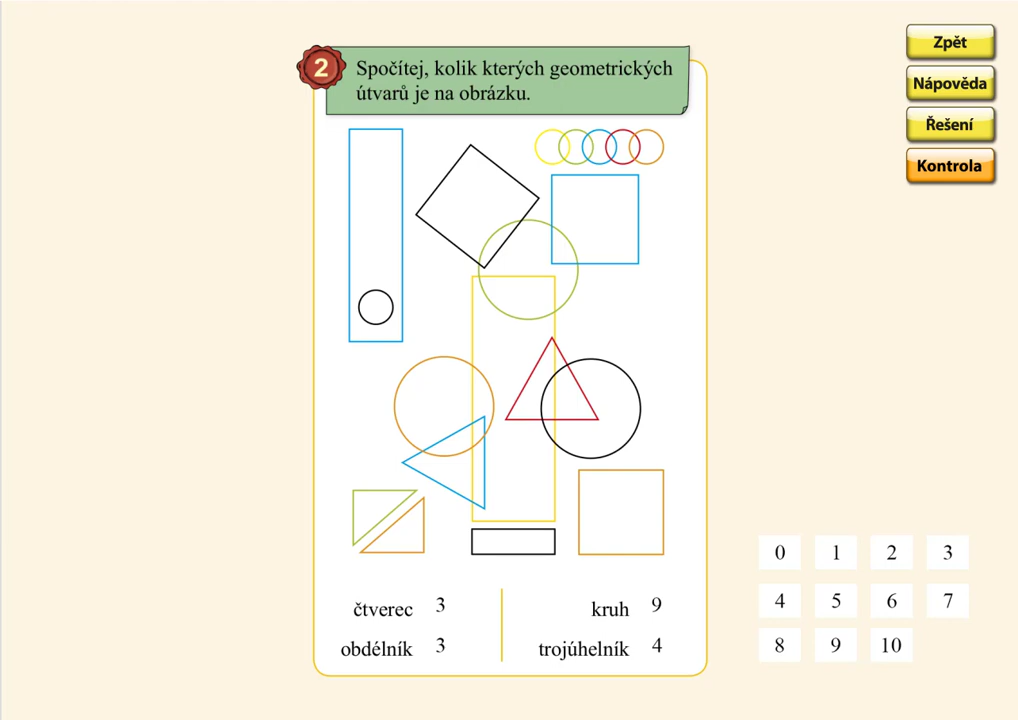 Zpět
Nápověda
Řešení
Kontrola
2
Spočítej, kolik kterých geometrických
útvarů je na obrázku.
čtverec 3
kruh 9
obdélník 3
trojúhelník 4
0 1 2 3
4 5 6 7
8 9 10